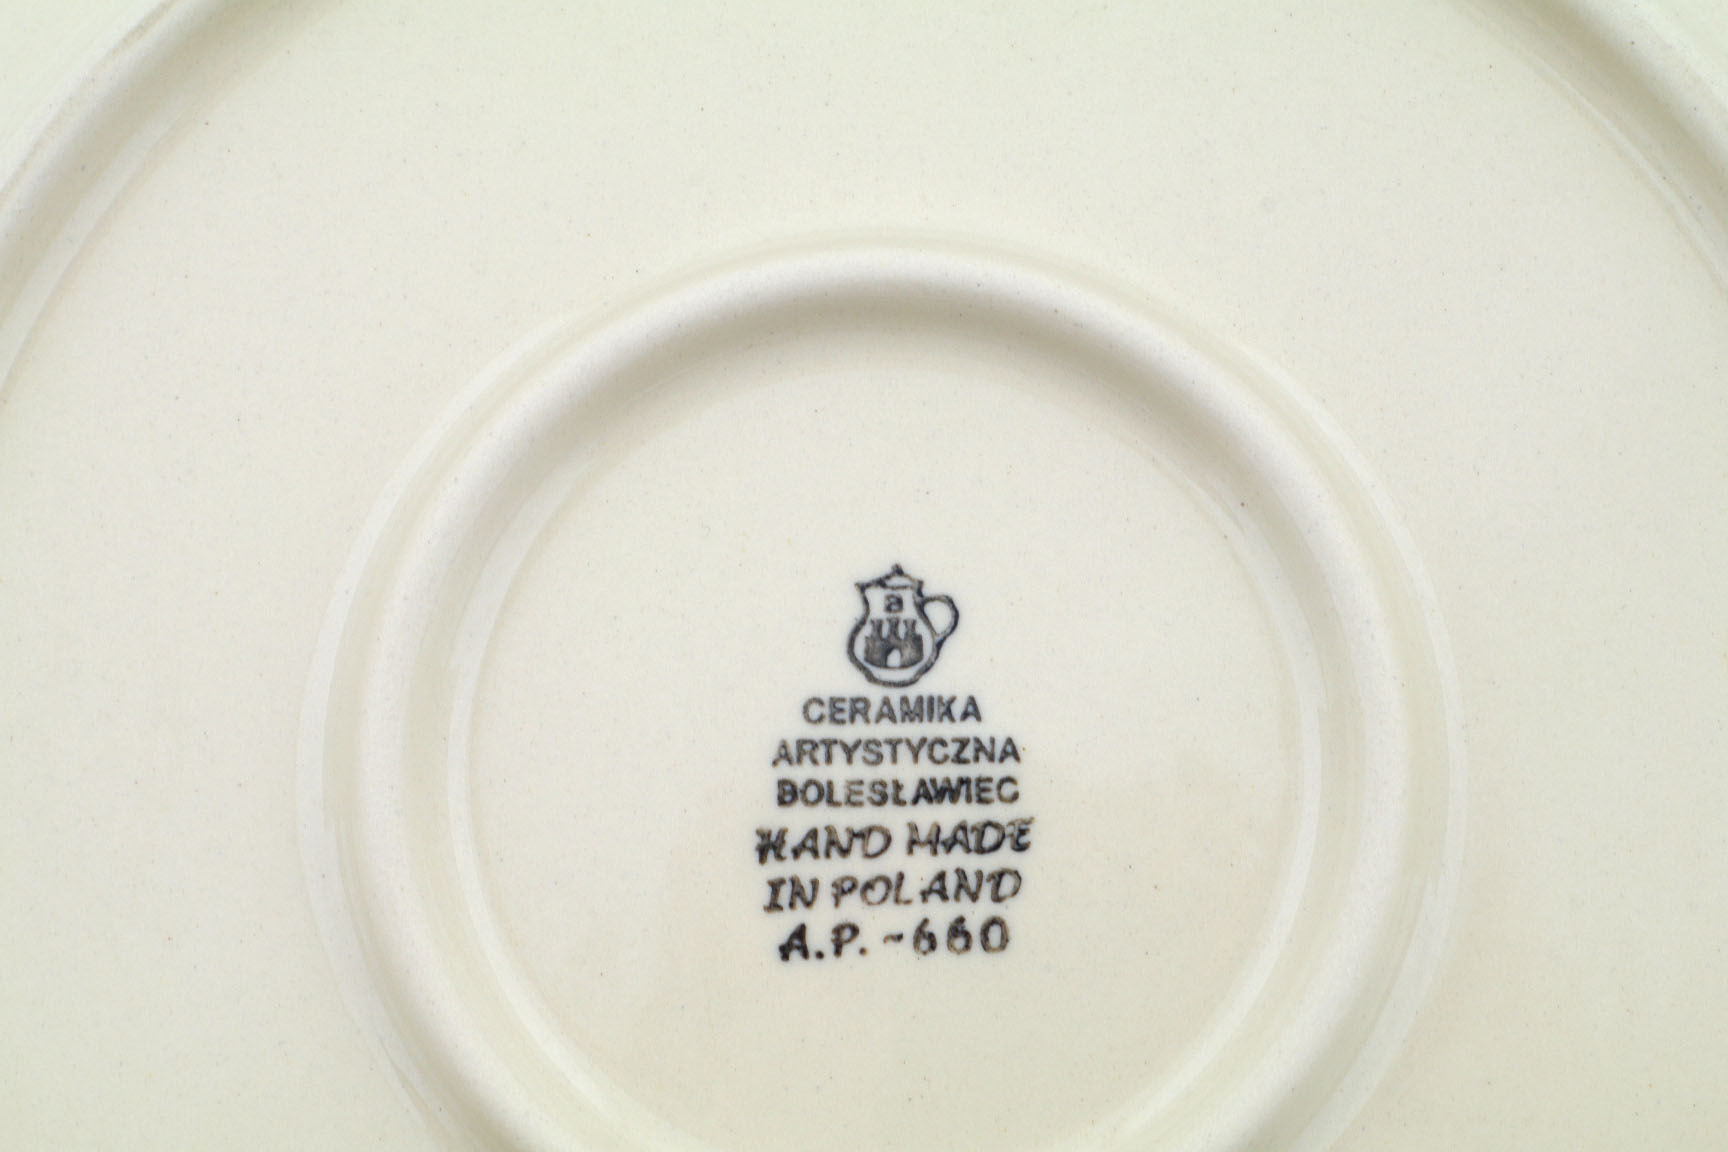 a
CERAMIKA
ARTYSTYCZNA
BOLESŁAWIEC
HAND MADE
IN POLAND
A.P. -660